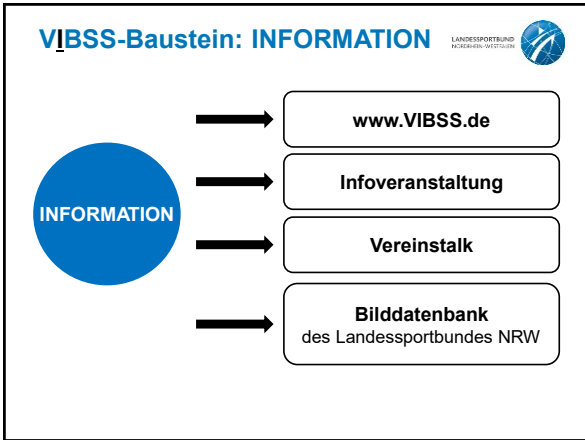 VIBSS-Baustein: INFORMATION
LANDESSPORTBUND
NORDRHEIN-WESTFALEN
www.VIBSS.de
Infoveranstaltung
INFORMATION
Vereinstalk
Bilddatenbank
des Landessportbundes NRW